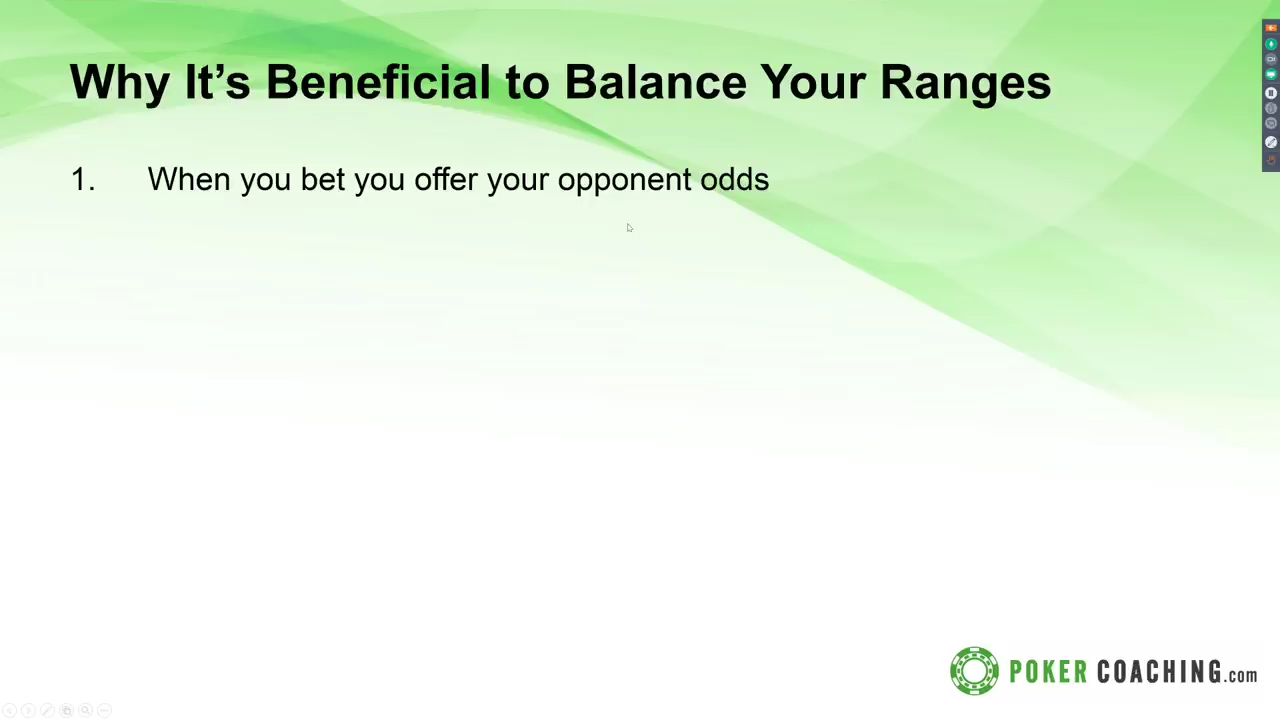 Why It’s Beneficial to Balance Your Ranges
1. When you bet you offer your opponent odds
POKER COACHING.com